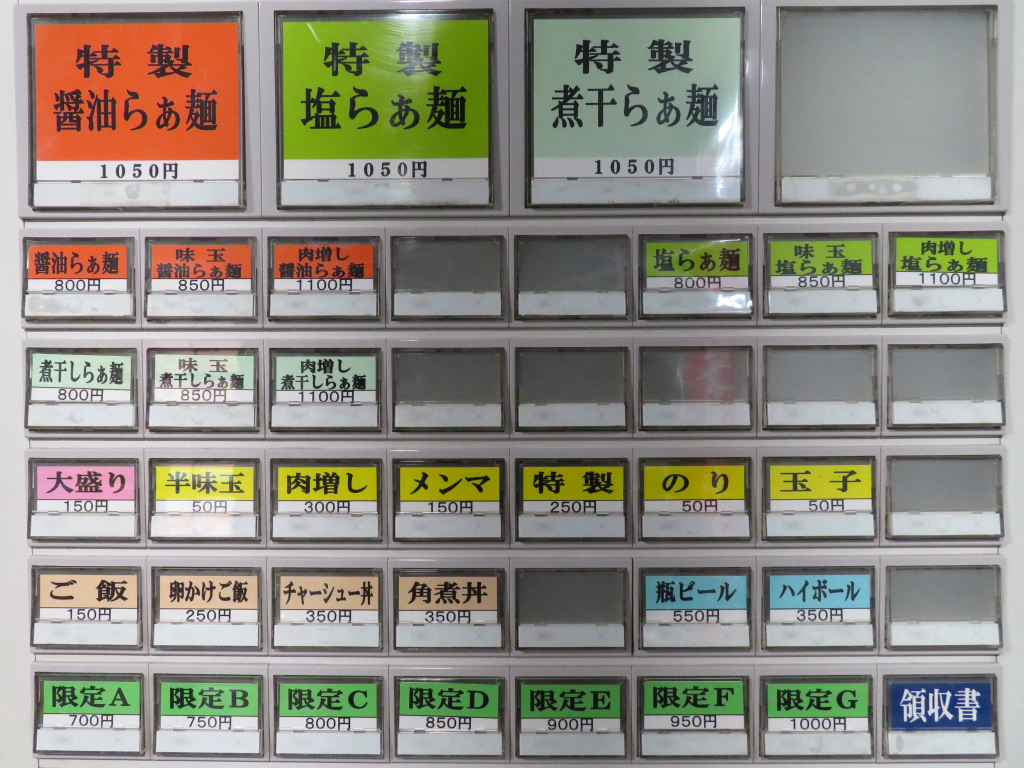 特製
醤油らぁ麺
1050円
特製
塩らぁ麺
1050円
特製
煮干らぁ麺
1050円
醤油らぁ麺
800円
味玉
醤油らぁ麺
850円
肉増し
醤油らぁ麺
1100円
塩らぁ麺
800円
味玉
塩らぁ麺
850円
肉増し
塩らぁ麺
1100円
煮干しらぁ麺
800円
味玉
煮干しらぁ麺
850円
肉増し
煮干しらぁ麺
1100円
大盛り
150円
半味玉
50円
肉増し
300円
メンマ
150円
特製
250円
のり
50円
玉子
50円
ご飯
150円
卵かけご飯
250円
チャーシュー丼
350円
角煮丼
350円
瓶ビール
550円
ハイボール
350円
限定A
700円
限定B
750円
限定C
800円
限定D
850円
限定E
900円
限定F
950円
限定G
1000円
領収書